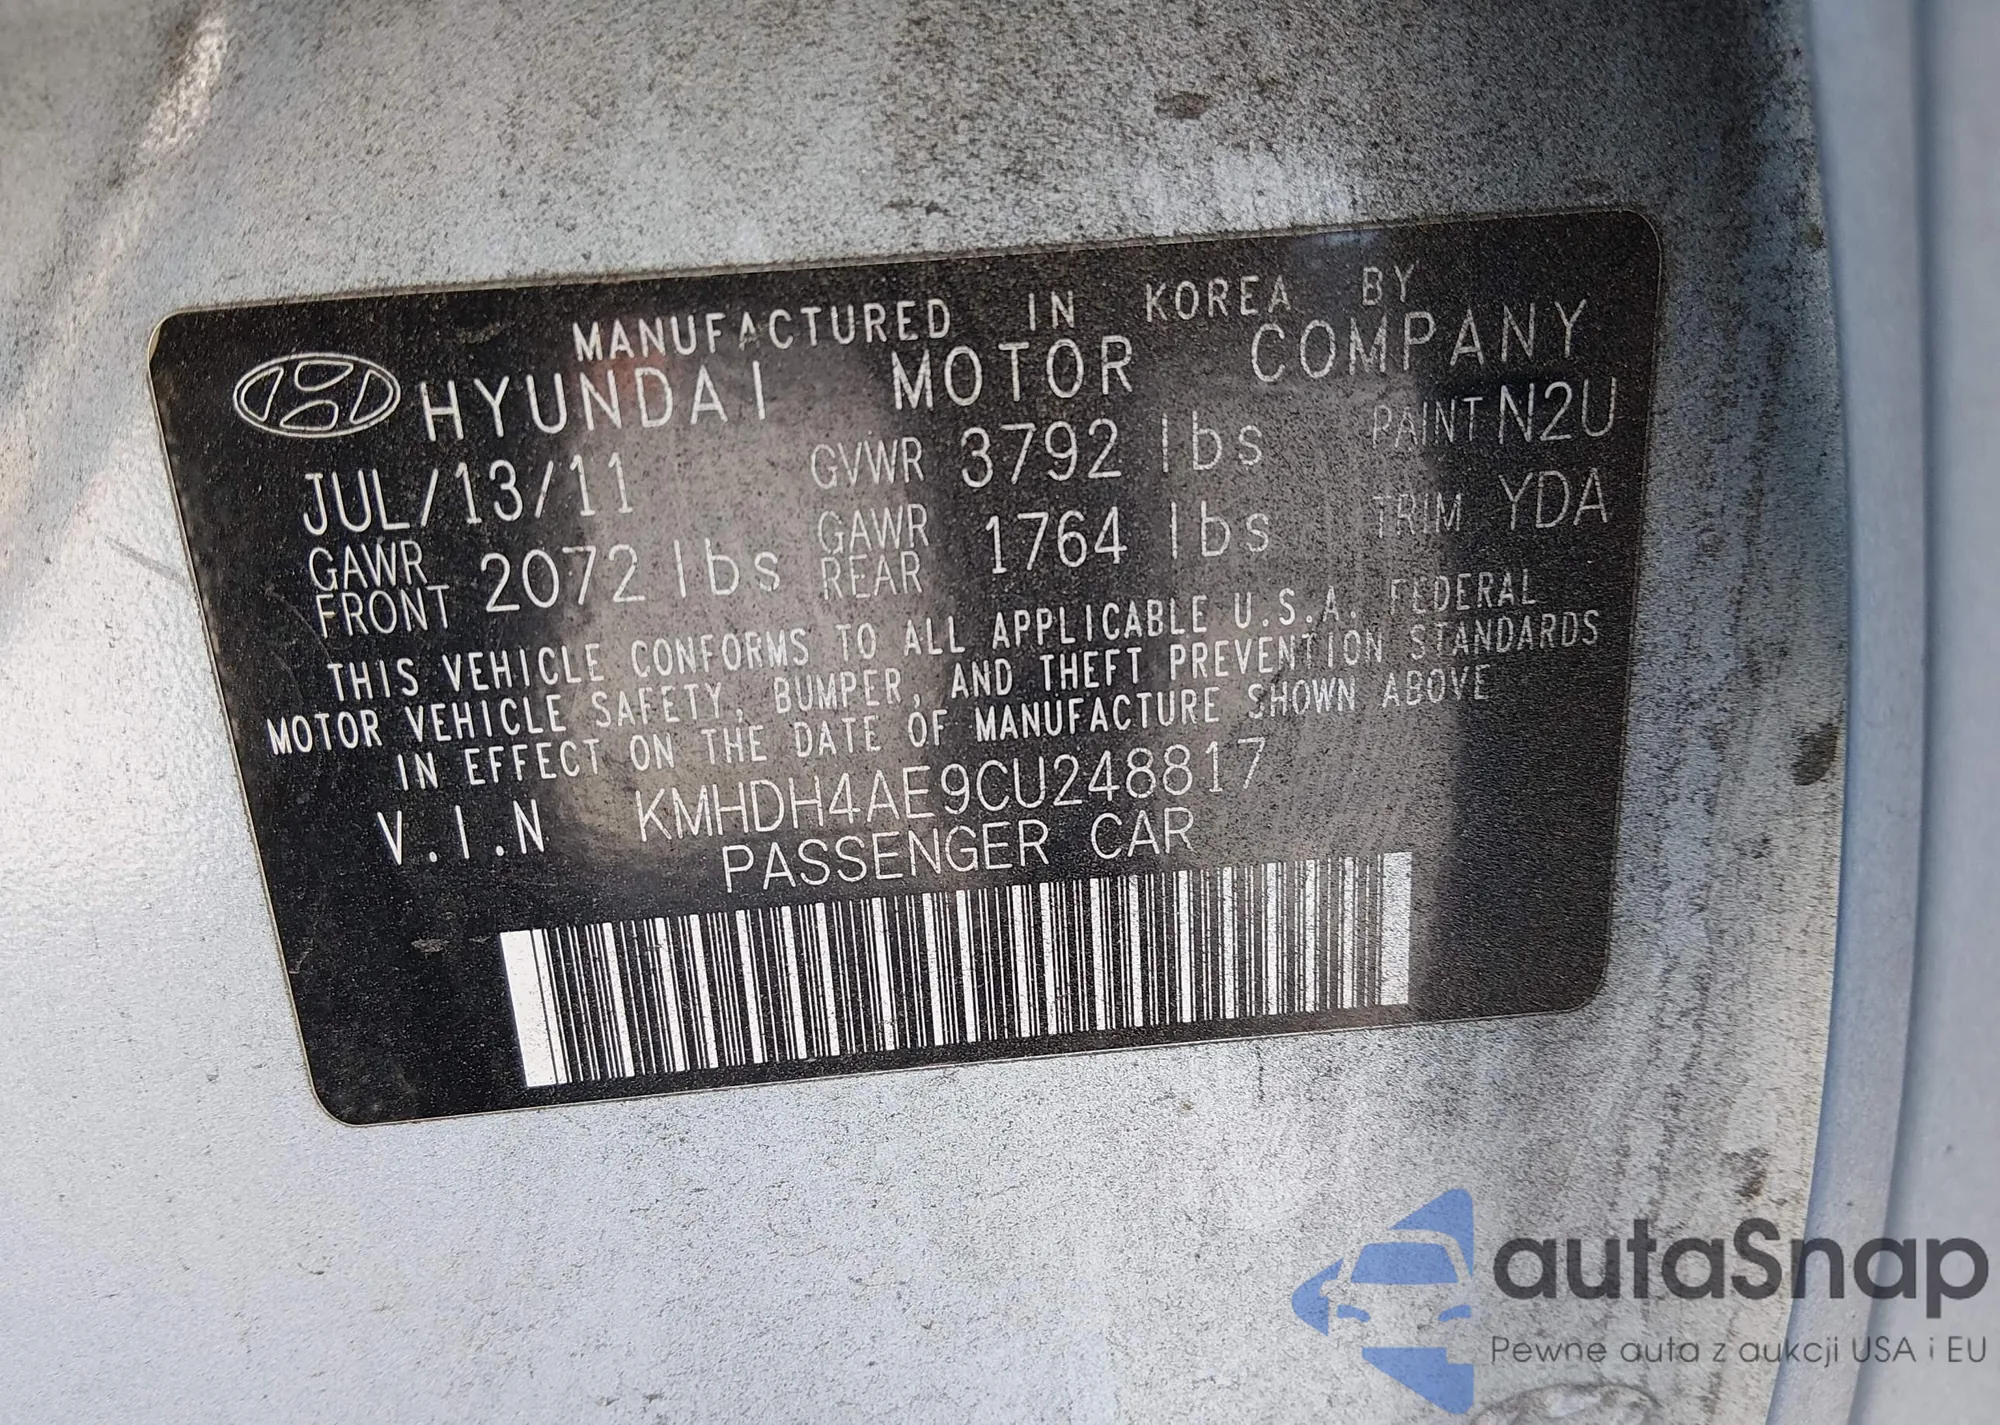 MANUFACTURED IN KOREA BY
HYUNDAI MOTOR COMPANY
JUL/13/11 GVWR 3792 lbs PAINT N2U
GAWR FRONT 2072 lbs GAWR REAR 1764 lbs TRIM YDA
THIS VEHICLE CONFORMS TO ALL APPLICABLE U.S.A. FEDERAL
MOTOR VEHICLE SAFETY, BUMPER, AND THEFT PREVENTION STANDARDS
IN EFFECT ON THE DATE OF MANUFACTURE SHOWN ABOVE
V.I.N KMHDH4AE9CU248817
PASSENGER CAR
autaSnap
Pewne auta z aukcji USA i EU